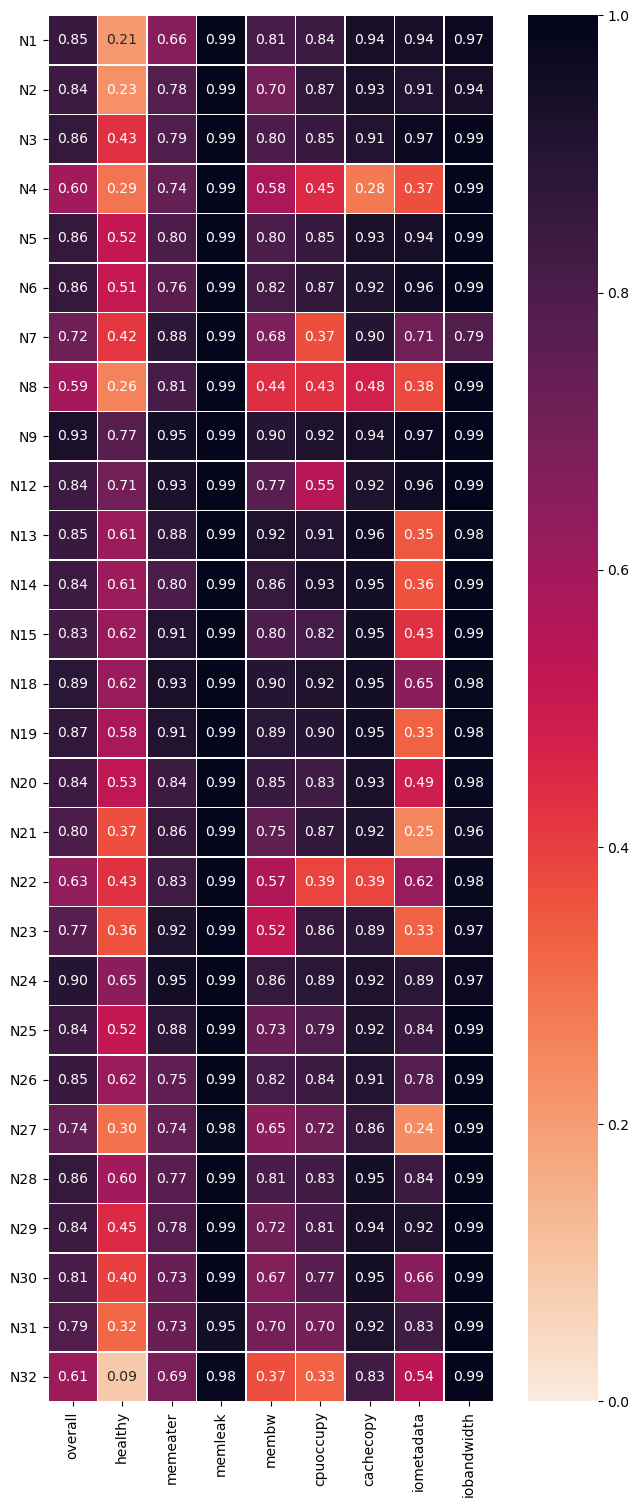 N1 0.85 0.21 0.66 0.99 0.81 0.84 0.94 0.94 0.97
N2 0.84 0.23 0.78 0.99 0.70 0.87 0.93 0.91 0.94
N3 0.86 0.43 0.79 0.99 0.80 0.85 0.91 0.97 0.99
N4 0.60 0.29 0.74 0.99 0.58 0.45 0.28 0.37 0.99
N5 0.86 0.52 0.80 0.99 0.80 0.85 0.93 0.94 0.99
N6 0.86 0.51 0.76 0.99 0.82 0.87 0.92 0.96 0.99
N7 0.72 0.42 0.88 0.99 0.68 0.37 0.90 0.71 0.79
N8 0.59 0.26 0.81 0.99 0.44 0.43 0.48 0.38 0.99
N9 0.93 0.77 0.95 0.99 0.90 0.92 0.94 0.97 0.99
N12 0.84 0.71 0.93 0.99 0.77 0.55 0.92 0.96 0.99
N13 0.85 0.61 0.88 0.99 0.92 0.91 0.96 0.35 0.98
N14 0.84 0.61 0.80 0.99 0.86 0.93 0.95 0.36 0.99
N15 0.83 0.62 0.91 0.99 0.80 0.82 0.95 0.43 0.99
N18 0.89 0.62 0.93 0.99 0.90 0.92 0.95 0.65 0.98
N19 0.87 0.58 0.91 0.99 0.89 0.90 0.95 0.33 0.98
N20 0.84 0.53 0.84 0.99 0.85 0.83 0.93 0.49 0.98
N21 0.80 0.37 0.86 0.99 0.75 0.87 0.92 0.25 0.96
N22 0.63 0.43 0.83 0.99 0.57 0.39 0.39 0.62 0.98
N23 0.77 0.36 0.92 0.99 0.52 0.86 0.89 0.33 0.97
N24 0.90 0.65 0.95 0.99 0.86 0.89 0.92 0.89 0.97
N25 0.84 0.52 0.88 0.99 0.73 0.79 0.92 0.84 0.99
N26 0.85 0.62 0.75 0.99 0.82 0.84 0.91 0.78 0.99
N27 0.74 0.30 0.74 0.98 0.65 0.72 0.86 0.24 0.99
N28 0.86 0.60 0.77 0.99 0.81 0.83 0.95 0.84 0.99
N29 0.84 0.45 0.78 0.99 0.72 0.81 0.94 0.92 0.99
N30 0.81 0.40 0.73 0.99 0.67 0.77 0.95 0.66 0.99
N31 0.79 0.32 0.73 0.95 0.70 0.70 0.92 0.83 0.99
N32 0.61 0.09 0.69 0.98 0.37 0.33 0.83 0.54 0.99
overall
healthy
memeater
memleak
membw
cpuoccupy
cachecopy
iometadata
iobandwidth
1.0
0.8
0.6
0.4
0.2
0.0